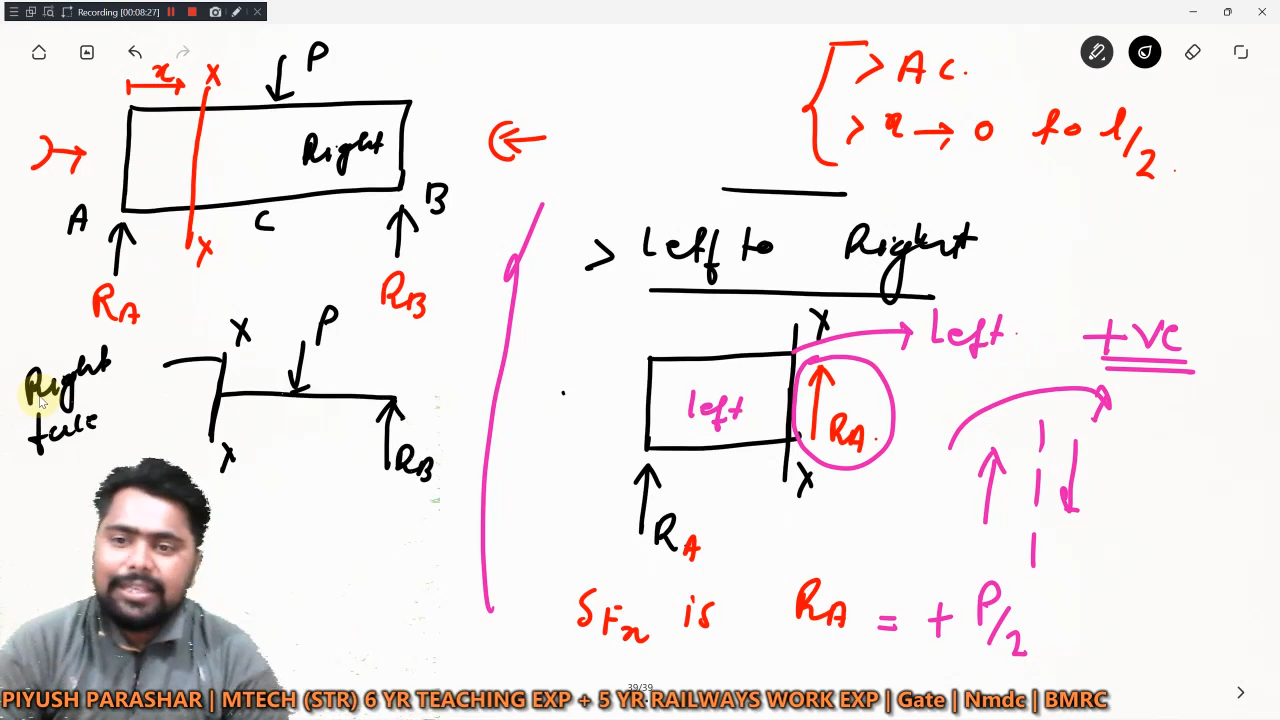 Recording [00:08:27]
P
x
X
Right
A
C
B
X
RA
RB
> A C.
> x → 0 to l/2
> Left to Right
X
Left
+ve
left
RA
X
RA
SFx is RA = + P/2
Right
X
P
X
RB
39/39
PIYUSH PARASHAR | MTECH (STR) 6 YR TEACHING EXP + 5 YR RAILWAYS WORK EXP | Gate | Nmdc | BMRC